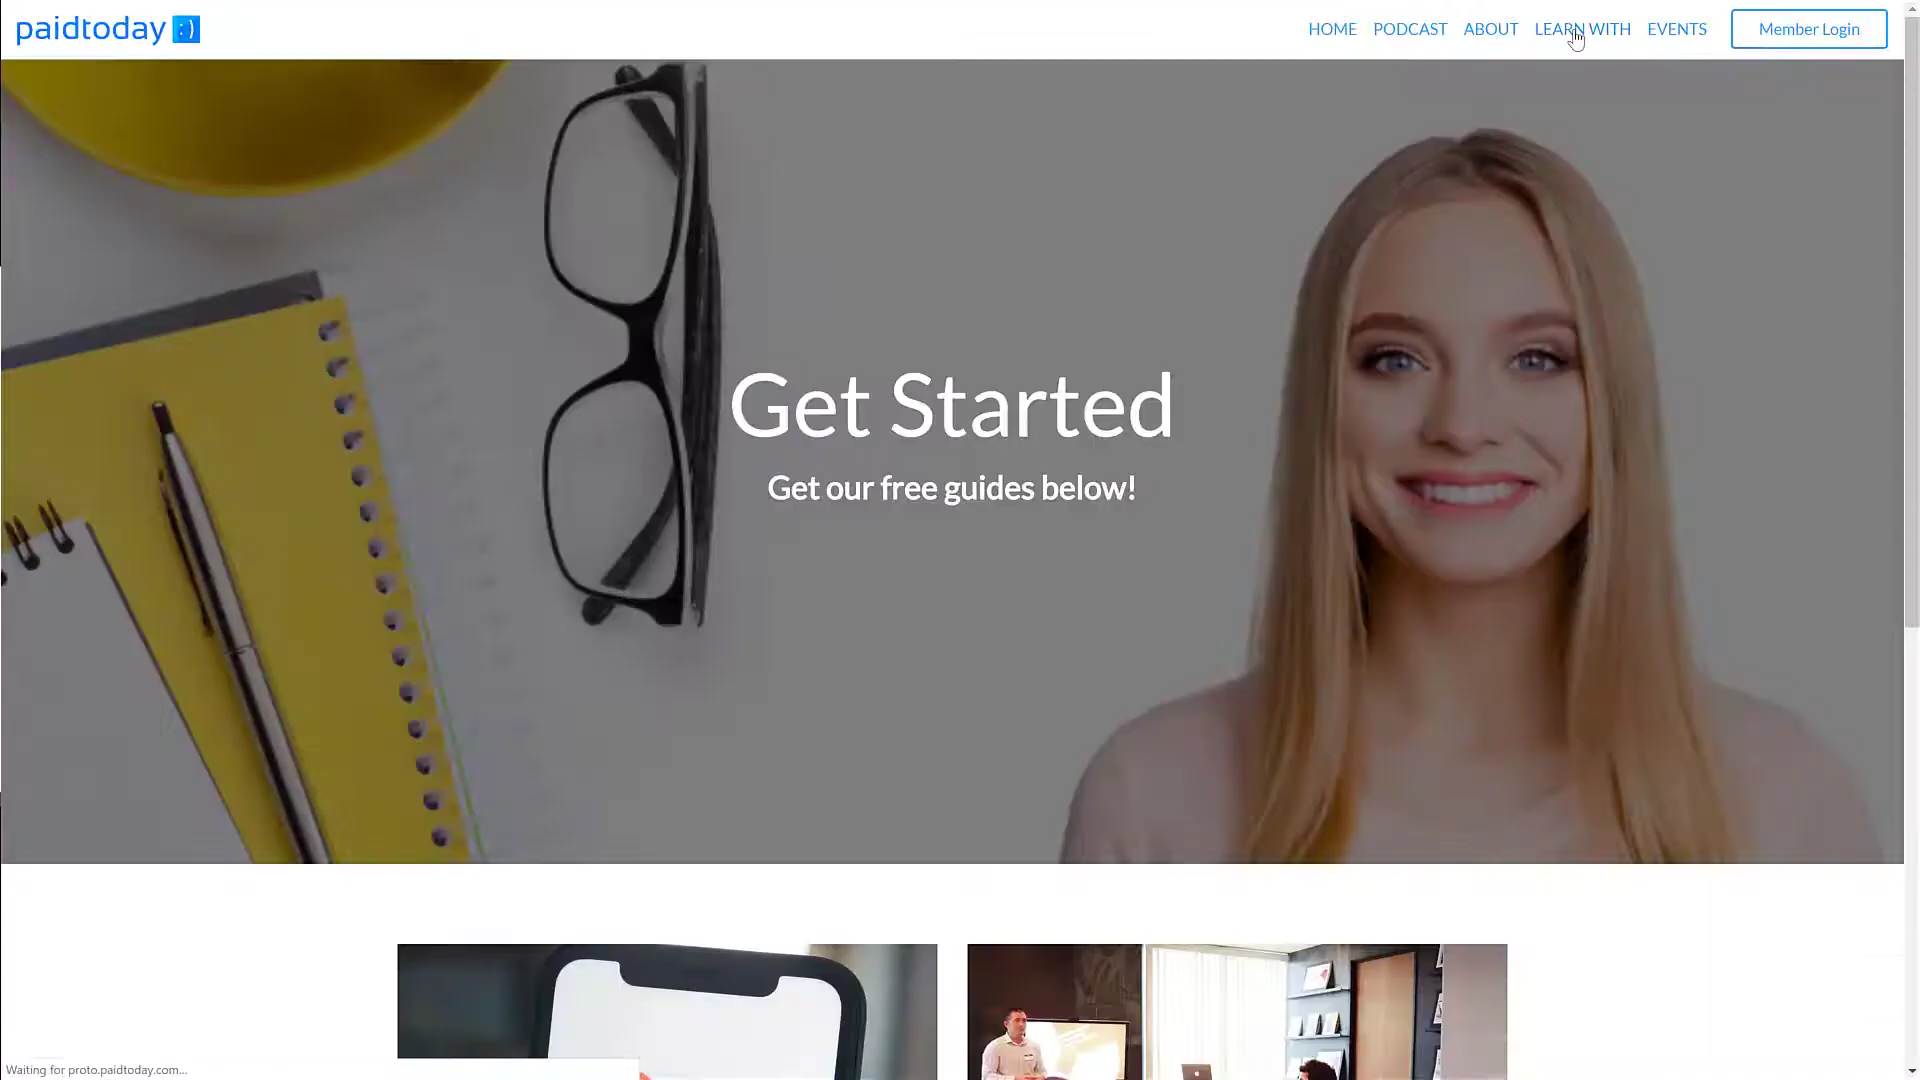 paidtoday :)
HOME PODCAST ABOUT LEARN WITH EVENTS Member Login
Get Started
Get our free guides below!
Waiting for proto.paidtoday.com...